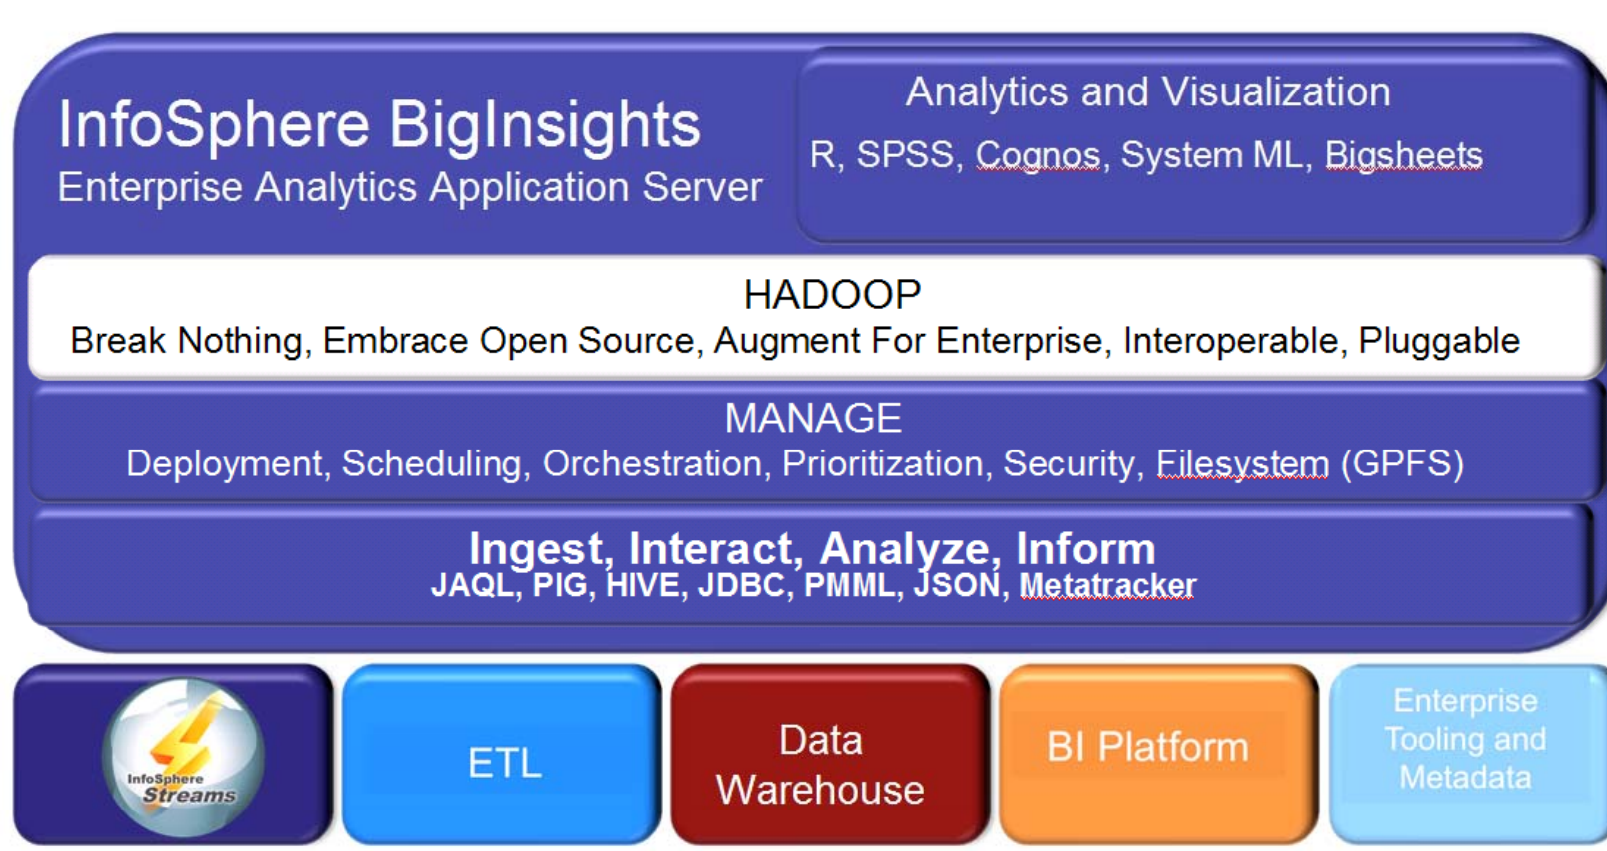 InfoSphere BigInsights
Enterprise Analytics Application Server
Analytics and Visualization
R, SPSS, Cognos, System ML, Bigsheets
HADOOP
Break Nothing, Embrace Open Source, Augment For Enterprise, Interoperable, Pluggable
MANAGE
Deployment, Scheduling, Orchestration, Prioritization, Security, Filesystem (GPFS)
Ingest, Interact, Analyze, Inform
JAQL, PIG, HIVE, JDBC, PMML, JSON, Metatracker
InfoSphere
Streams
ETL
Data
Warehouse
BI Platform
Enterprise
Tooling and
Metadata